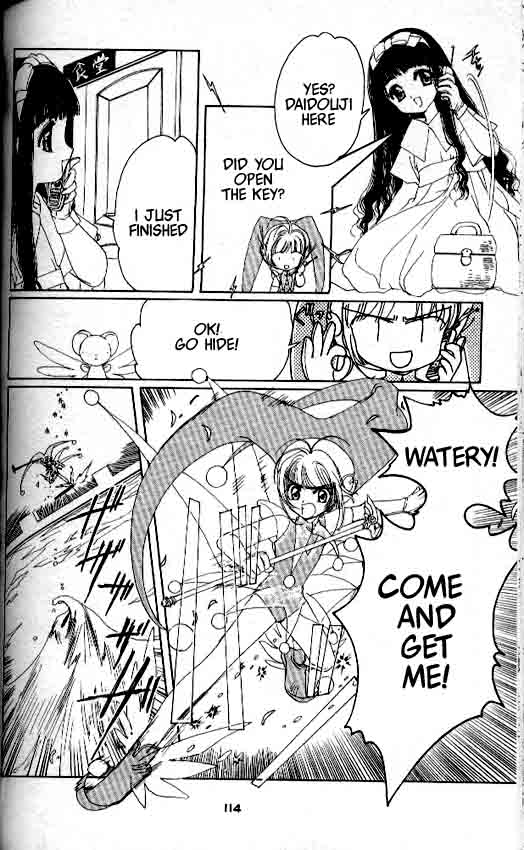 YES?
DAIDOUJI
HERE
DID YOU
OPEN
THE KEY?
食堂
I JUST
FINISHED
OK!
GO HIDE!
WATERY!
COME
AND
GET
ME!
114